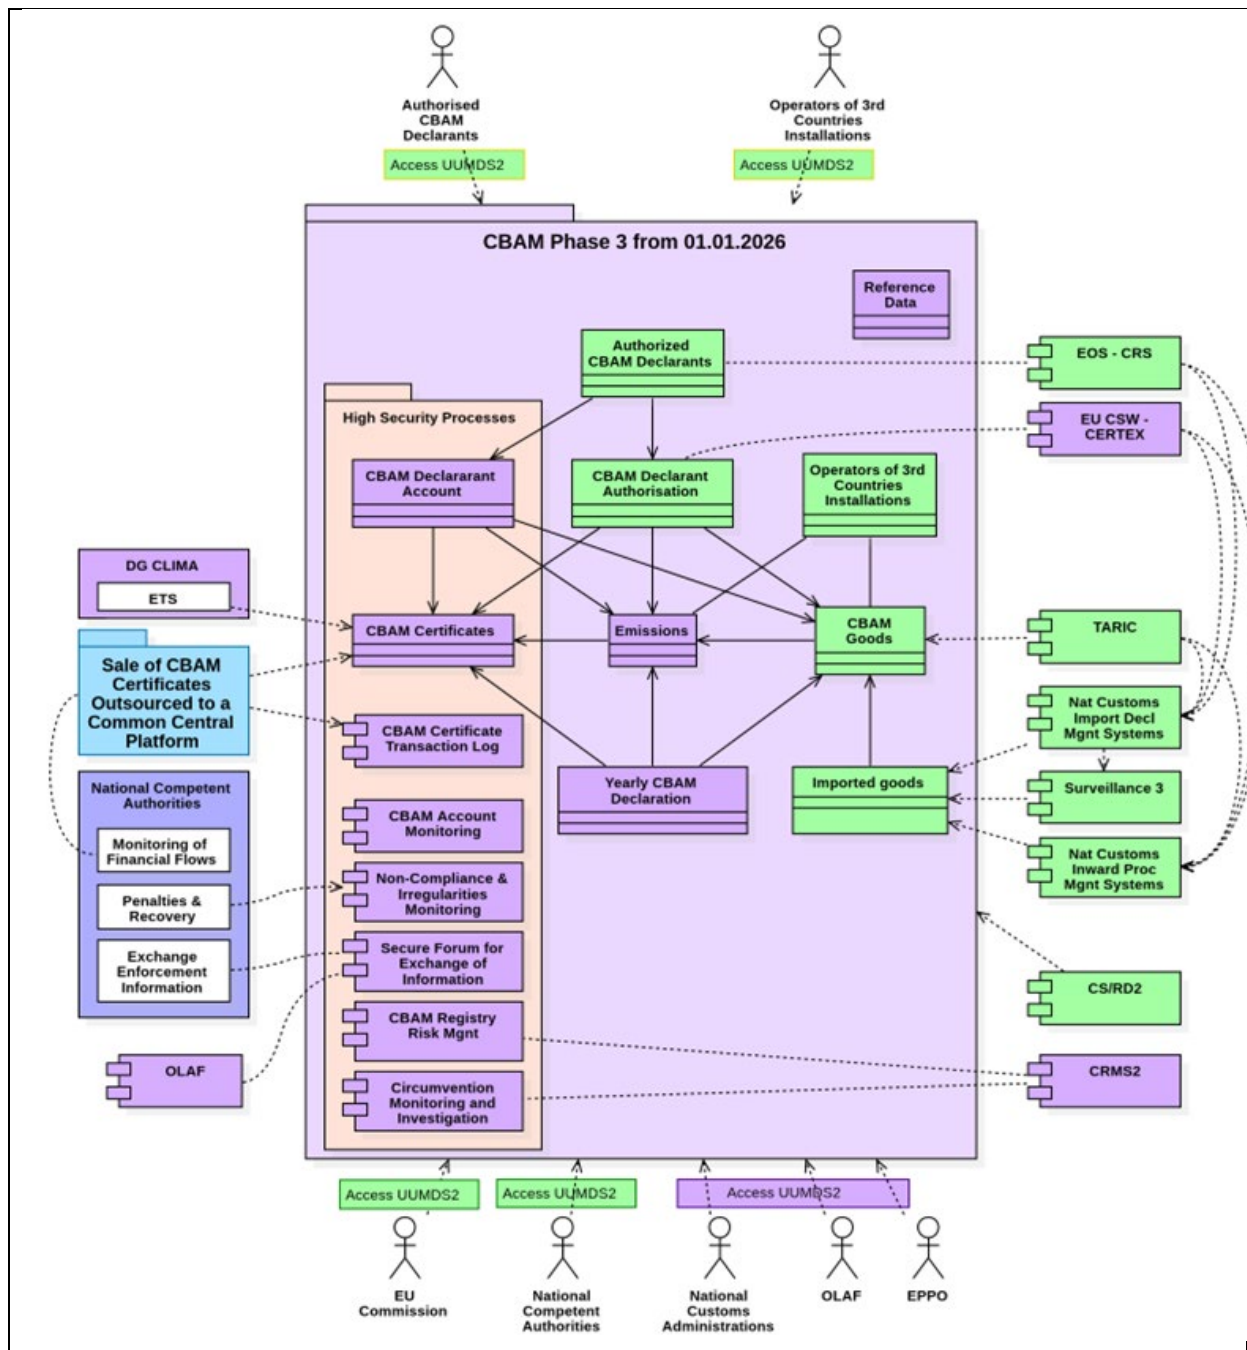 Authorised
CBAM
Declarants
Access UUMDS2
Operators of 3rd
Countries
Installations
Access UUMDS2
CBAM Phase 3 from 01.01.2026
Reference
Data
Authorized
CBAM Declarants
EOS - CRS
High Security Processes
EU CSW -
CERTEX
CBAM Declararant
Account
CBAM Declarant
Authorisation
Operators of 3rd
Countries
Installations
DG CLIMA
ETS
CBAM Certificates
Emissions
CBAM
Goods
TARIC
Sale of CBAM
Certificates
Outsourced to a
Common Central
Platform
CBAM Certificate
Transaction Log
Nat Customs
Import Decl
Mgnt Systems
National Competent
Authorities
Monitoring of
Financial Flows
Penalties &
Recovery
Exchange
Enforcement
Information
CBAM Account
Monitoring
Yearly CBAM
Declaration
Imported goods
Surveillance 3
Non-Compliance &
Irregularities
Monitoring
Nat Customs
Inward Proc
Mgnt Systems
Secure Forum for
Exchange of
Information
CS/RD2
CBAM Registry
Risk Mgnt
OLAF
CRMS2
Circumvention
Monitoring and
Investigation
Access UUMDS2
Access UUMDS2
Access UUMDS2
EU
Commission
National
Competent
Authorities
National
Customs
Administrations
OLAF
EPPO